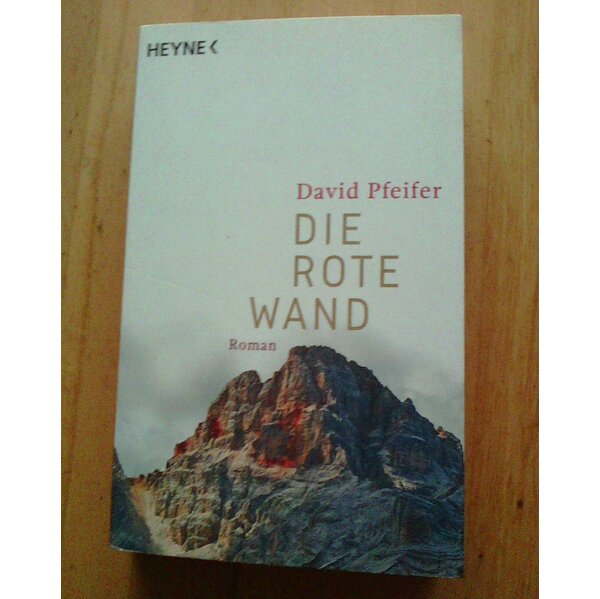 HEYNE
David Pfeifer
DIE
ROTE
WAND
Roman